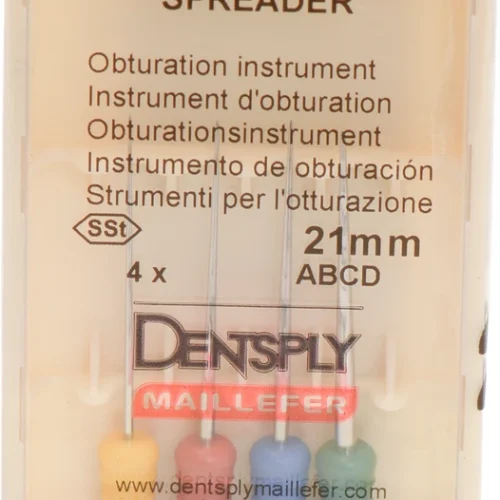 SPREADER
Obturation instrument
Instrument d'obturation
Obturationsinstrument
Instrumento de obturación
Strumenti per l'otturazione
SSt
21mm
4 x
ABCD
DENTSPLY
MAILLEFER
www.dentsplymaillefer.com